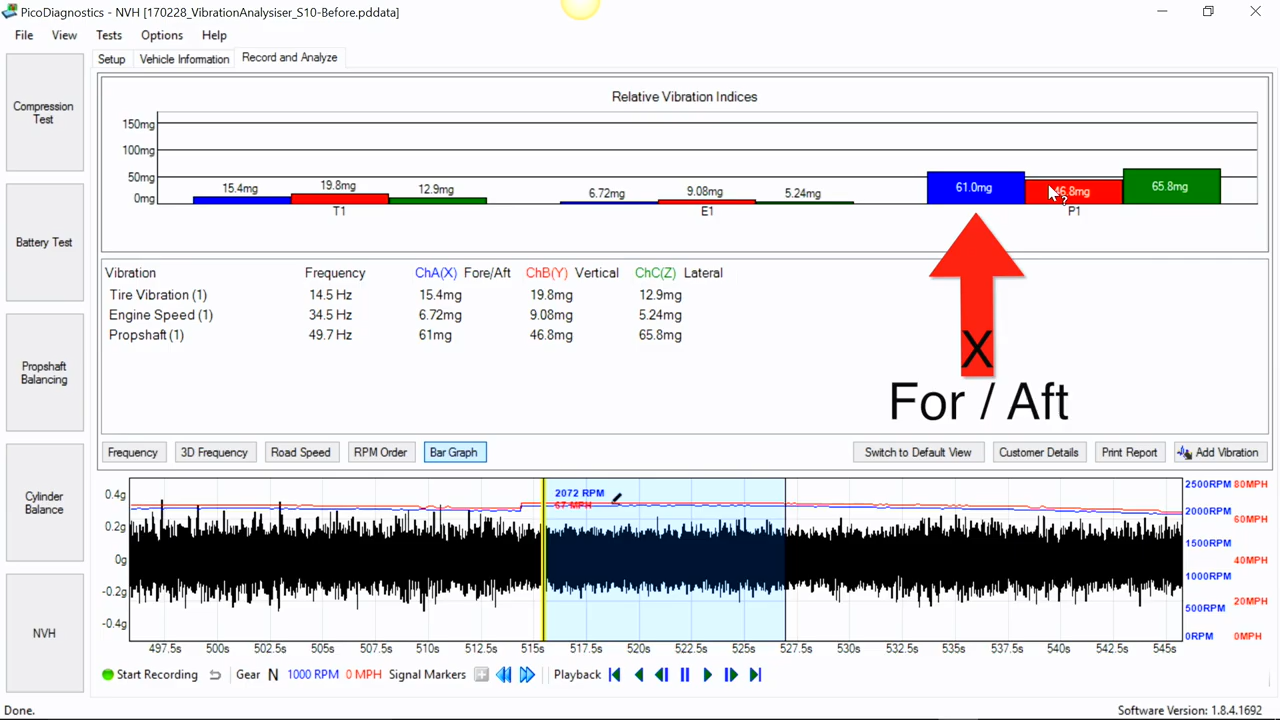 PicoDiagnostics - NVH [170228_VibrationAnalysiser_S10-Before.pddata]
File View Tests Options Help
Setup Vehicle Information Record and Analyze
Compression
Test
Battery Test
Propshaft
Balancing
Cylinder
Balance
NVH
Relative Vibration Indices
150mg
100mg
50mg
0mg
15.4mg 19.8mg 12.9mg 6.72mg 9.08mg 5.24mg 61.0mg 46.8mg 65.8mg
T1 E1 P1
Vibration Frequency ChA(X) Fore/Aft ChB(Y) Vertical ChC(Z) Lateral
Tire Vibration (1) 14.5 Hz 15.4mg 19.8mg 12.9mg
Engine Speed (1) 34.5 Hz 6.72mg 9.08mg 5.24mg
Propshaft (1) 49.7 Hz 61mg 46.8mg 65.8mg
X
For / Aft
Frequency 3D Frequency Road Speed RPM Order Bar Graph Switch to Default View Customer Details Print Report Add Vibration
0.4g
0.2g
0g
-0.2g
-0.4g
2072 RPM
67 MPH
2500RPM 80MPH
2000RPM
60MPH
1500RPM
40MPH
1000RPM
20MPH
500RPM
0RPM 0MPH
497.5s 500s 502.5s 505s 507.5s 510s 512.5s 515s 517.5s 520s 522.5s 525s 527.5s 530s 532.5s 535s 537.5s 540s 542.5s 545s
Start Recording Gear N 1000 RPM 0 MPH Signal Markers Playback
Done. Software Version: 1.8.4.1692